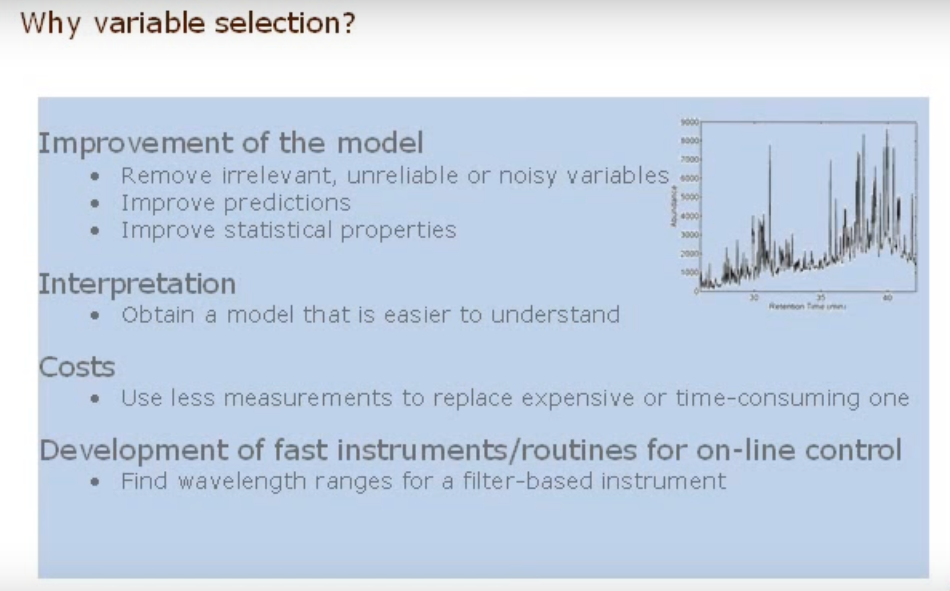 Why variable selection?
Improvement of the model
• Remove irrelevant, unreliable or noisy variables
• Improve predictions
• Improve statistical properties
Interpretation
• Obtain a model that is easier to understand
Costs
• Use less measurements to replace expensive or time-consuming one
Development of fast instruments/routines for on-line control
• Find wavelength ranges for a filter-based instrument
9000
8000
7000
6000
5000
4000
3000
2000
1000
0
Abundance
30
35
40
Retention Time (min)